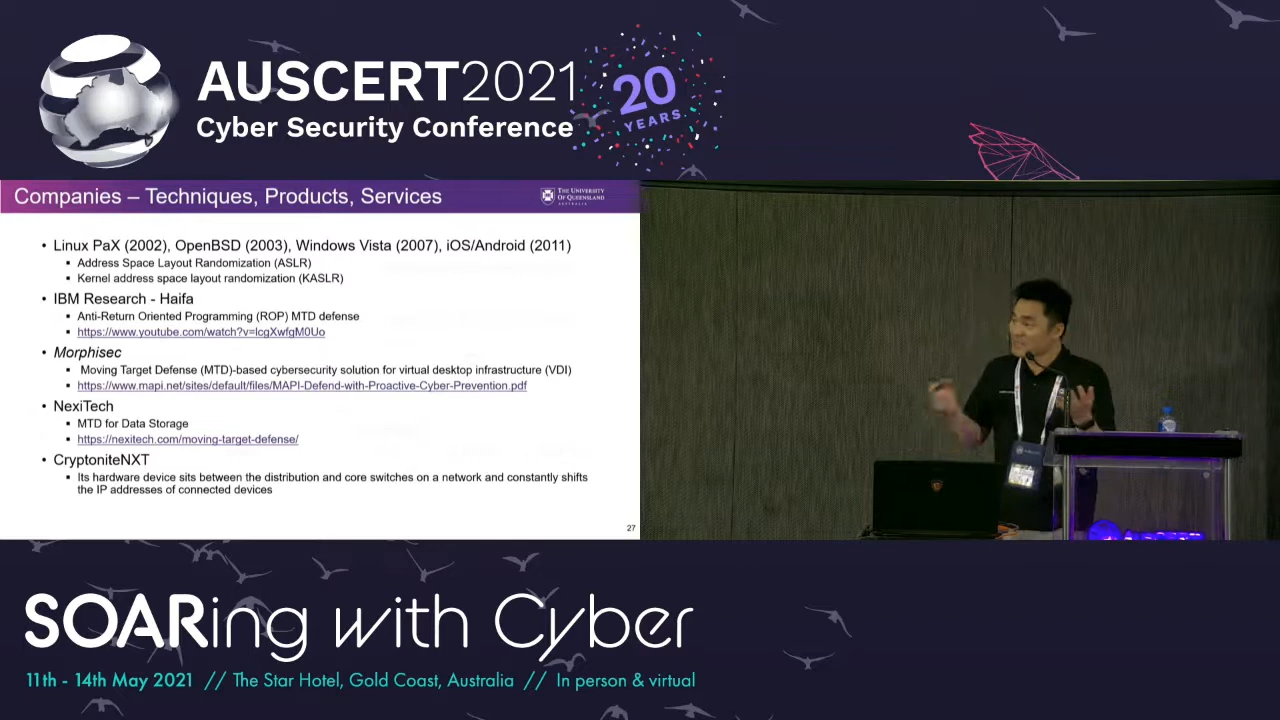 AUSCERT2021
Cyber Security Conference
20
YEARS
Companies – Techniques, Products, Services
THE UNIVERSITY
OF QUEENSLAND
AUSTRALIA
• Linux PaX (2002), OpenBSD (2003), Windows Vista (2007), iOS/Android (2011)
▪ Address Space Layout Randomization (ASLR)
▪ Kernel address space layout randomization (KASLR)
• IBM Research - Haifa
▪ Anti-Return Oriented Programming (ROP) MTD defense
▪ https://www.youtube.com/watch?v=lcgXwfgM0Uo
• Morphisec
▪ Moving Target Defense (MTD)-based cybersecurity solution for virtual desktop infrastructure (VDI)
▪ https://www.mapi.net/sites/default/files/MAPI-Defend-with-Proactive-Cyber-Prevention.pdf
• NexiTech
▪ MTD for Data Storage
▪ https://nexitech.com/moving-target-defense/
• CryptoniteNXT
▪ Its hardware device sits between the distribution and core switches on a network and constantly shifts
the IP addresses of connected devices
27
SOARing with Cyber
11th - 14th May 2021 // The Star Hotel, Gold Coast, Australia // In person & virtual